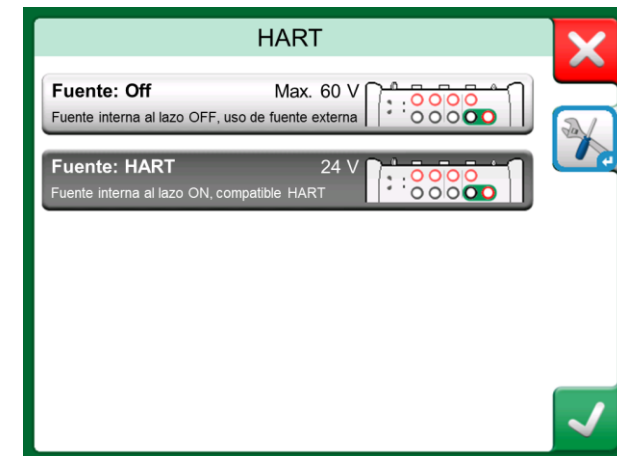 HART
Fuente: Off Max. 60 V
Fuente interna al lazo OFF, uso de fuente externa
Fuente: HART 24 V
Fuente interna al lazo ON, compatible HART